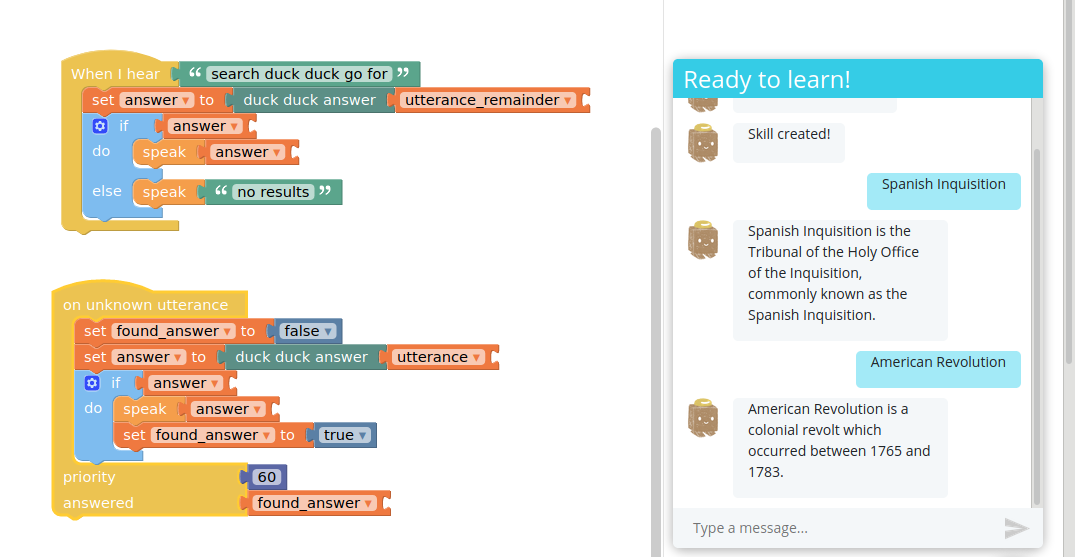 When I hear “ search duck duck go for ”
set answer ▾ to duck duck answer utterance_remainder ▾
if answer ▾
do speak answer ▾
else speak “ no results ”
on unknown utterance
set found_answer ▾ to false ▾
set answer ▾ to duck duck answer utterance ▾
if answer ▾
do speak answer ▾
set found_answer ▾ to true ▾
priority 60
answered found_answer ▾
Ready to learn!
Skill created!
Spanish Inquisition
Spanish Inquisition is the
Tribunal of the Holy Office
of the Inquisition,
commonly known as the
Spanish Inquisition.
American Revolution
American Revolution is a
colonial revolt which
occurred between 1765 and
1783.
Type a message...